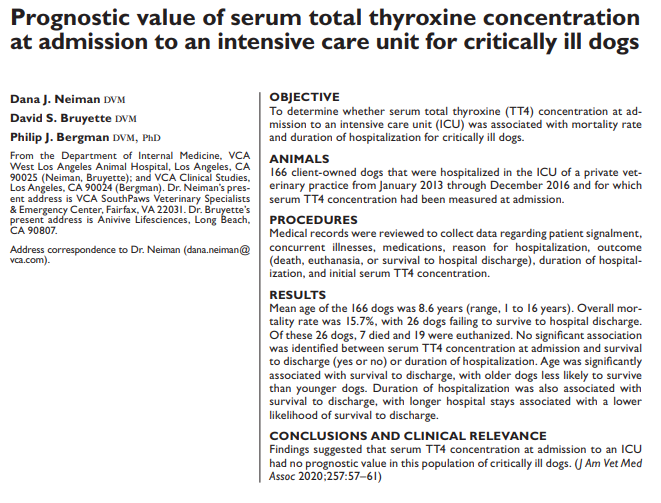 Prognostic value of serum total thyroxine concentration
at admission to an intensive care unit for critically ill dogs
Dana J. Neiman DVM
David S. Bruyette DVM
Philip J. Bergman DVM, PhD
From the Department of Internal Medicine, VCA
West Los Angeles Animal Hospital, Los Angeles, CA
90025 (Neiman, Bruyette); and VCA Clinical Studies,
Los Angeles, CA 90024 (Bergman). Dr. Neiman's pres-
ent address is VCA SouthPaws Veterinary Specialists
& Emergency Center, Fairfax, VA 22031. Dr. Bruyette's
present address is Anivive Lifesciences, Long Beach,
CA 90807.
Address correspondence to Dr. Neiman (dana.neiman@
vca.com).
OBJECTIVE
To determine whether serum total thyroxine (TT4) concentration at ad-
mission to an intensive care unit (ICU) was associated with mortality rate
and duration of hospitalization for critically ill dogs.
ANIMALS
166 client-owned dogs that were hospitalized in the ICU of a private vet-
erinary practice from January 2013 through December 2016 and for which
serum TT4 concentration had been measured at admission.
PROCEDURES
Medical records were reviewed to collect data regarding patient signalment,
concurrent illnesses, medications, reason for hospitalization, outcome
(death, euthanasia, or survival to hospital discharge), duration of hospital-
ization, and initial serum TT4 concentration.
RESULTS
Mean age of the 166 dogs was 8.6 years (range, 1 to 16 years). Overall mor-
tality rate was 15.7%, with 26 dogs failing to survive to hospital discharge.
Of these 26 dogs, 7 died and 19 were euthanized. No significant association
was identified between serum TT4 concentration at admission and survival
to discharge (yes or no) or duration of hospitalization. Age was significantly
associated with survival to discharge, with older dogs less likely to survive
than younger dogs. Duration of hospitalization was also associated with
survival to discharge, with longer hospital stays associated with a lower
likelihood of survival to discharge.
CONCLUSIONS AND CLINICAL RELEVANCE
Findings suggested that serum TT4 concentration at admission to an ICU
had no prognostic value in this population of critically ill dogs. (J Am Vet Med
Assoc 2020;257:57–61)